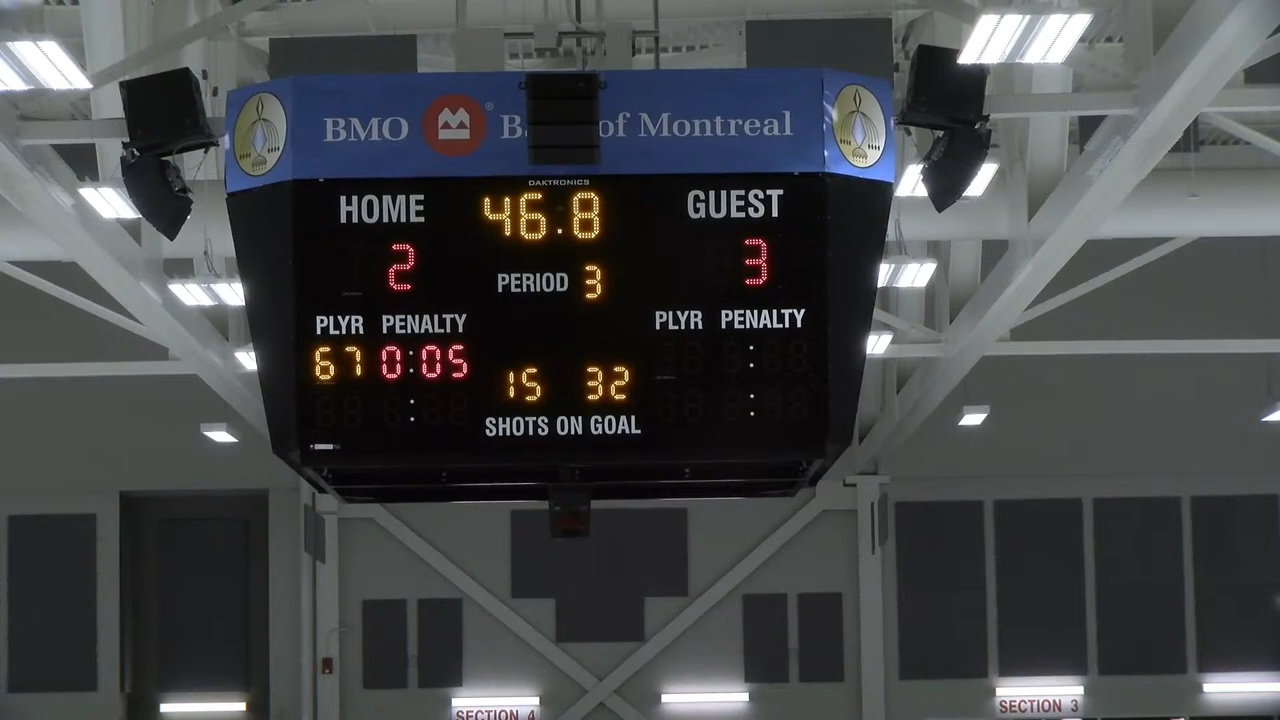 BMO ® of Montreal
DAKTRONICS
HOME 46.8 GUEST
2 3
PERIOD 3
PLYR PENALTY PLYR PENALTY
67 0:05
15 32
SHOTS ON GOAL
SECTION 4
SECTION 3